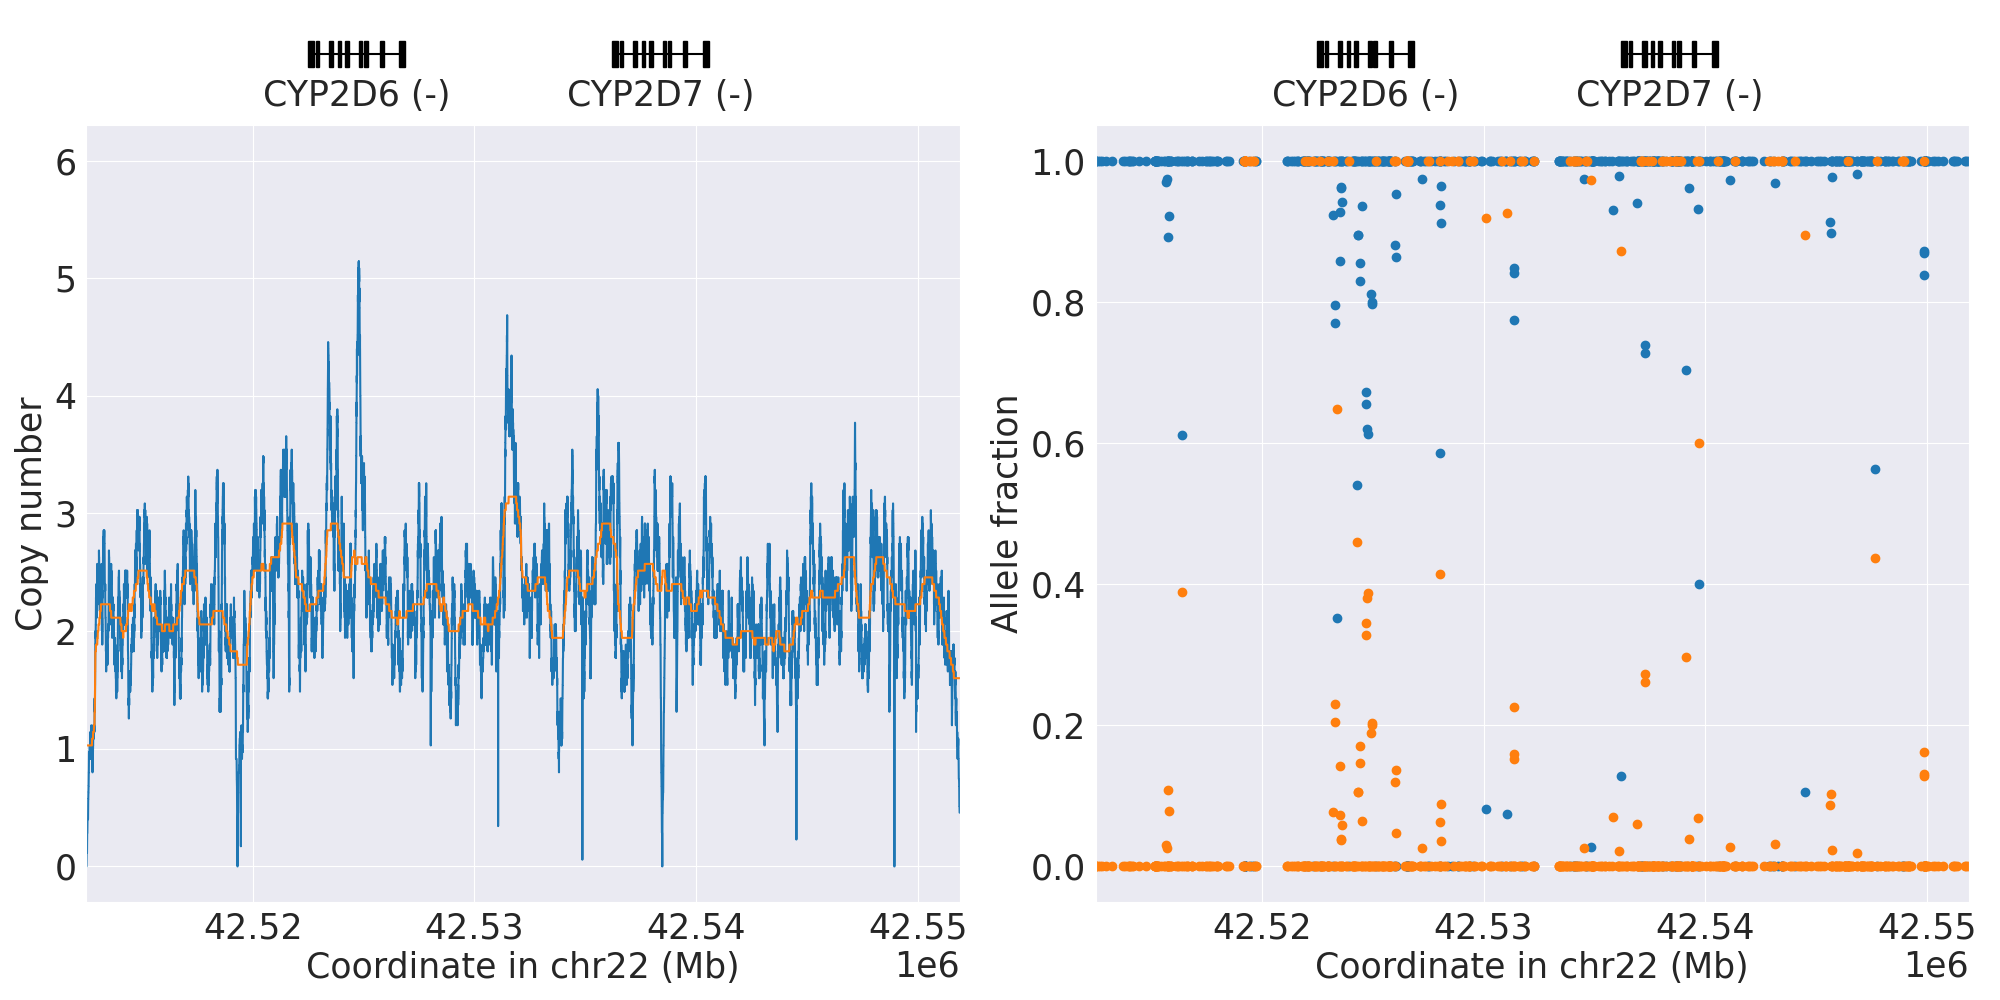 CYP2D6 (-)
CYP2D7 (-)
Copy number
6
5
4
3
2
1
0
42.52
42.53
42.54
42.55
Coordinate in chr22 (Mb)
1e6
CYP2D6 (-)
CYP2D7 (-)
Allele fraction
1.0
0.8
0.6
0.4
0.2
0.0
42.52
42.53
42.54
42.55
Coordinate in chr22 (Mb)
1e6